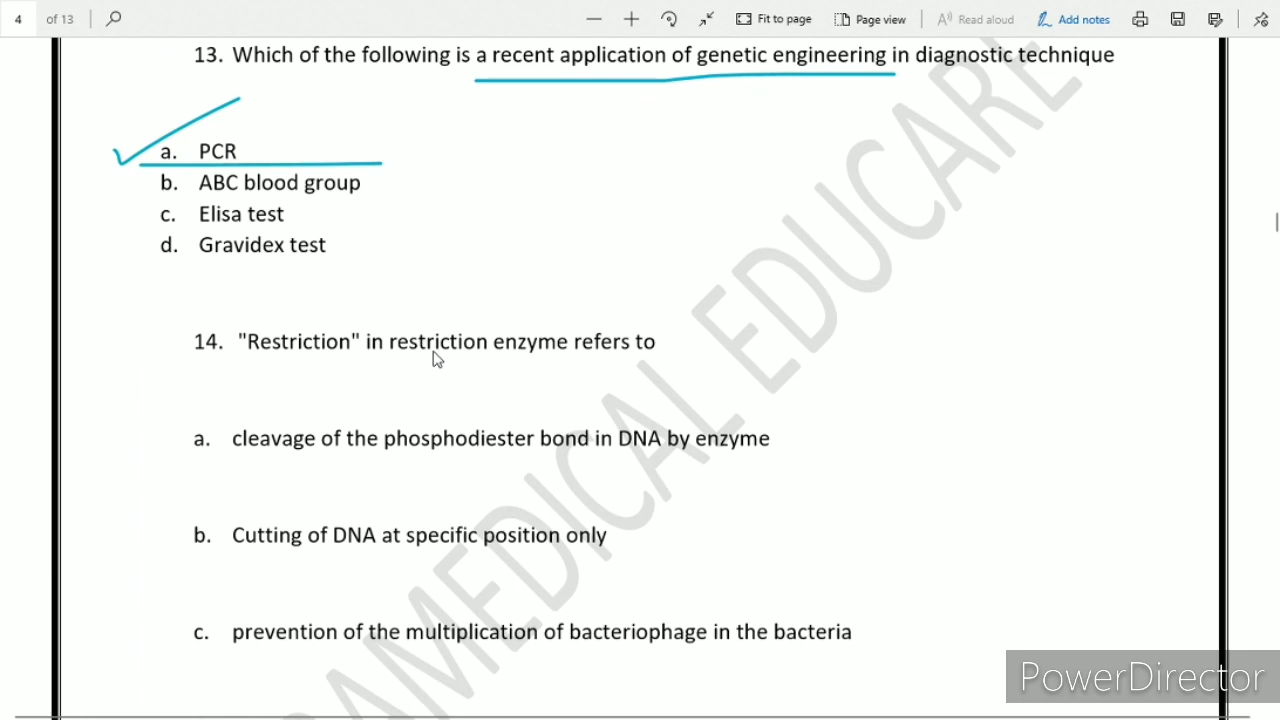 4 of 13 Fit to page Page view Read aloud Add notes
13. Which of the following is a recent application of genetic engineering in diagnostic technique
a. PCR
b. ABC blood group
c. Elisa test
d. Gravidex test
14. "Restriction" in restriction enzyme refers to
a. cleavage of the phosphodiester bond in DNA by enzyme
b. Cutting of DNA at specific position only
c. prevention of the multiplication of bacteriophage in the bacteria
RAMEDICAL EDUCARE
PowerDirector